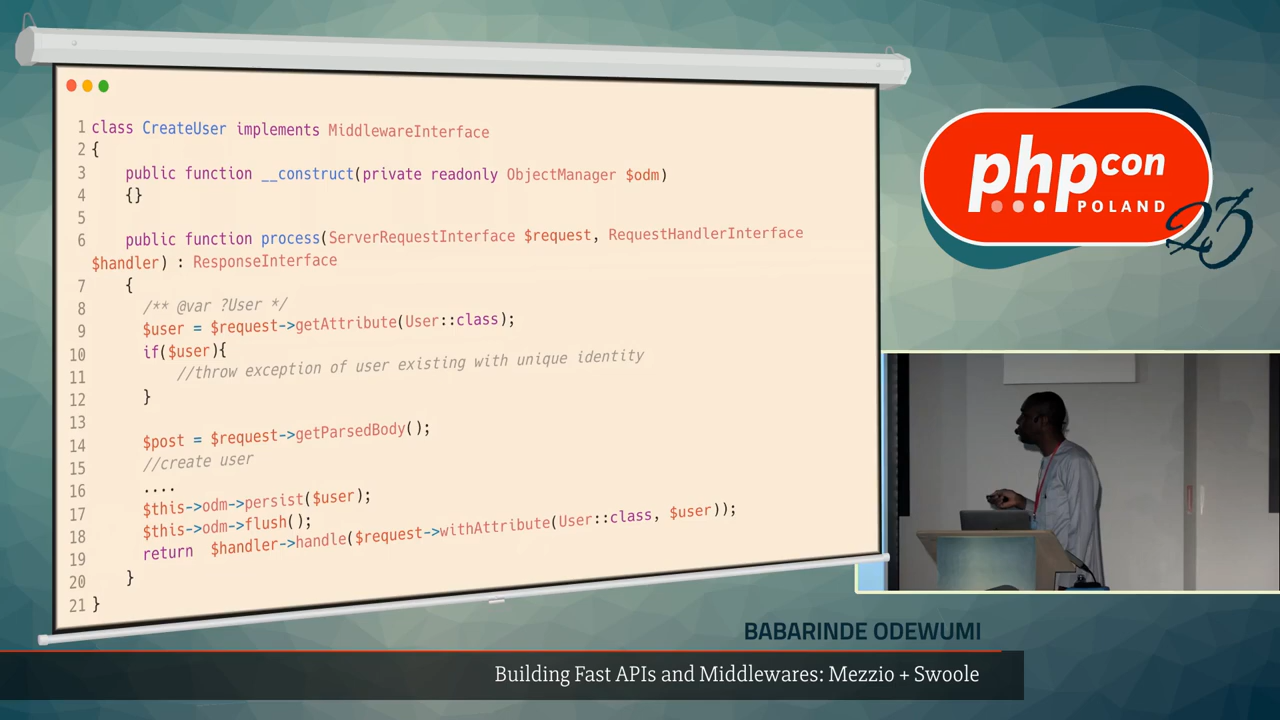 1 class CreateUser implements MiddlewareInterface
2 {
3 public function __construct(private readonly ObjectManager $odm)
4 {}
5
6 public function process(ServerRequestInterface $request, RequestHandlerInterface
$handler) : ResponseInterface
7 {
8 /** @var ?User */
9 $user = $request->getAttribute(User::class);
10 if($user){
11 //throw exception of user existing with unique identity
12 }
13
14 $post = $request->getParsedBody();
15 //create user
16 ....
17 $this->odm->persist($user);
18 $this->odm->flush();
19 return $handler->handle($request->withAttribute(User::class, $user));
20 }
21 }
phpcon
POLAND
23
BABARINDE ODEWUMI
Building Fast APIs and Middlewares: Mezzio + Swoole